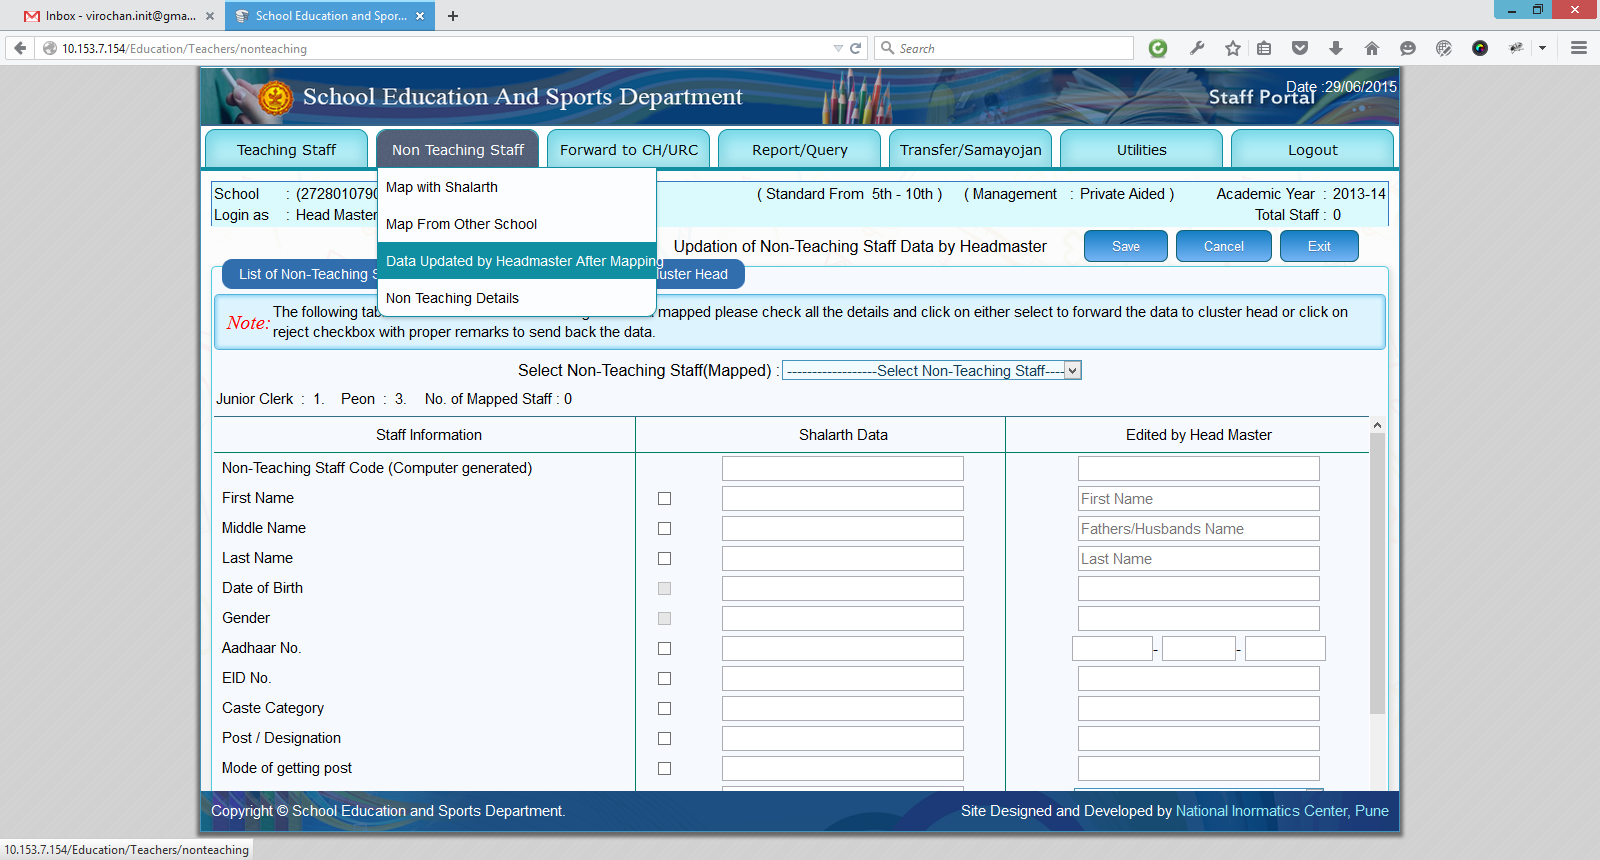 Inbox - virochan.init@gma...
School Education and Spor...
10.153.7.154/Education/Teachers/nonteaching
Search
School Education And Sports Department
Date :29/06/2015
Staff Portal
Teaching Staff
Non Teaching Staff
Forward to CH/URC
Report/Query
Transfer/Samayojan
Utilities
Logout
Map with Shalarth
Map From Other School
Data Updated by Headmaster After Mapping
Non Teaching Details
School : (2728010790
( Standard From 5th - 10th ) ( Management : Private Aided )
Academic Year : 2013-14
Login as : Head Master
Total Staff : 0
Updation of Non-Teaching Staff Data by Headmaster
Save
Cancel
Exit
List of Non-Teaching S
luster Head
Note:
The following tab
mapped please check all the details and click on either select to forward the data to cluster head or click on
reject checkbox with proper remarks to send back the data.
Select Non-Teaching Staff(Mapped) : ------------------Select Non-Teaching Staff----
Junior Clerk : 1. Peon : 3. No. of Mapped Staff : 0
Staff Information
Shalarth Data
Edited by Head Master
Non-Teaching Staff Code (Computer generated)
First Name
First Name
Middle Name
Fathers/Husbands Name
Last Name
Last Name
Date of Birth
Gender
Aadhaar No.
- -
EID No.
Caste Category
Post / Designation
Mode of getting post
Copyright © School Education and Sports Department.
Site Designed and Developed by National Inormatics Center, Pune
10.153.7.154/Education/Teachers/nonteaching